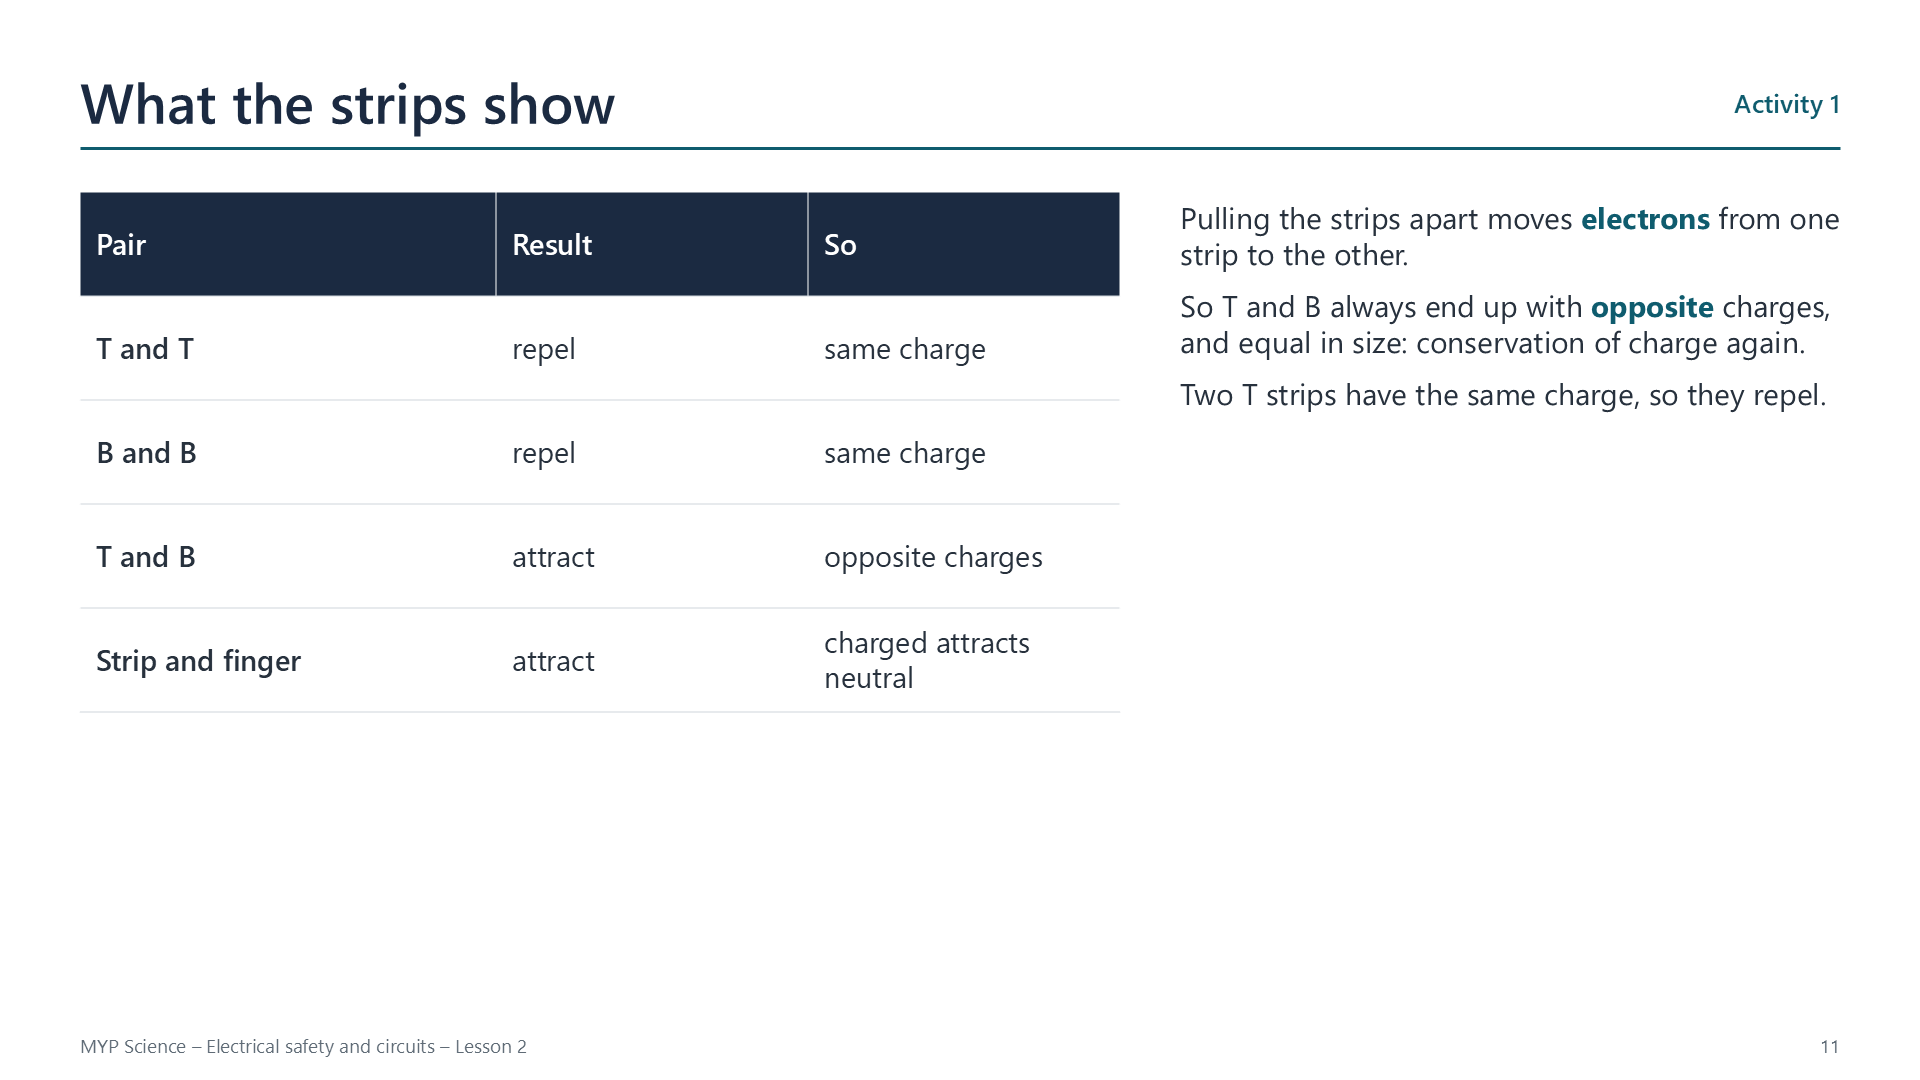 What the strips show
Activity 1
Pair Result So
T and T repel same charge
B and B repel same charge
T and B attract opposite charges
Strip and finger attract charged attracts
neutral
Pulling the strips apart moves electrons from one
strip to the other.
So T and B always end up with opposite charges,
and equal in size: conservation of charge again.
Two T strips have the same charge, so they repel.
MYP Science – Electrical safety and circuits – Lesson 2
11